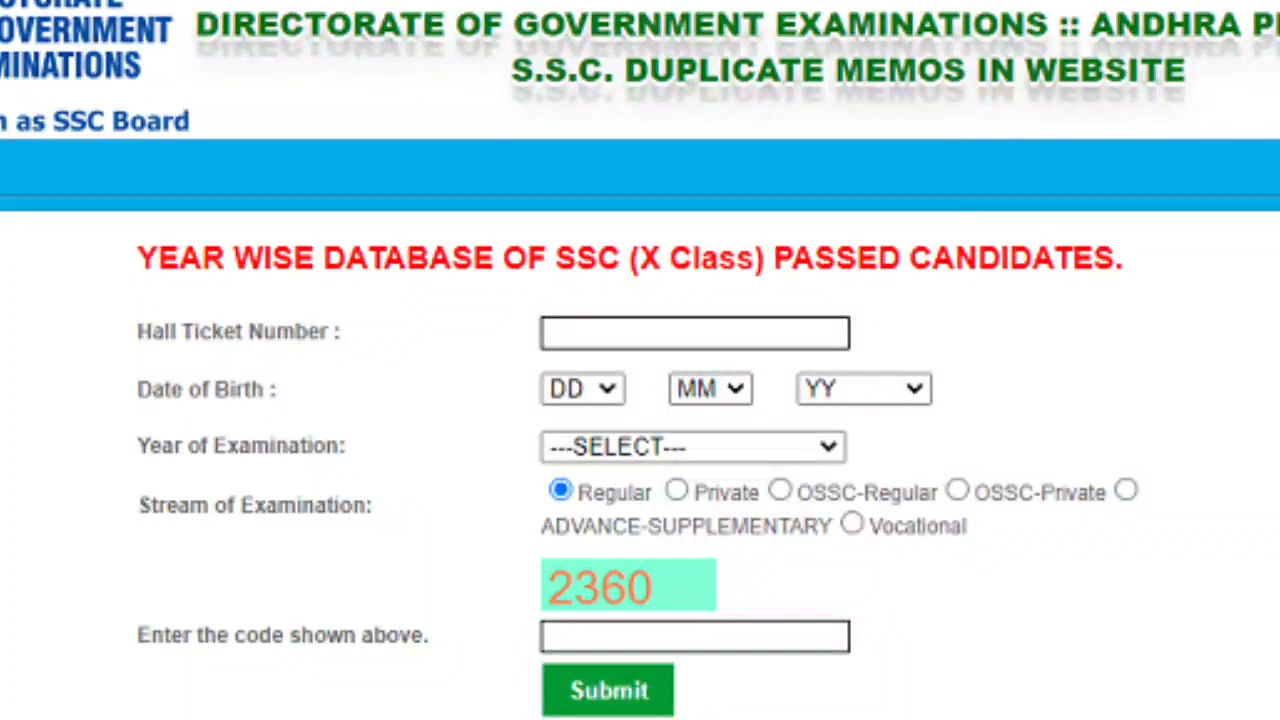 GOVERNMENT
DIRECTORATE OF GOVERNMENT EXAMINATIONS :: ANDHRA
S.S.C. DUPLICATE MEMOS IN WEBSITE
as SSC Board
YEAR WISE DATABASE OF SSC (X Class) PASSED CANDIDATES.
Hall Ticket Number :
Date of Birth : DD MM YY
Year of Examination: ---SELECT---
Stream of Examination: Regular Private OSSC-Regular OSSC-Private
ADVANCE-SUPPLEMENTARY Vocational
2360
Enter the code shown above.
Submit